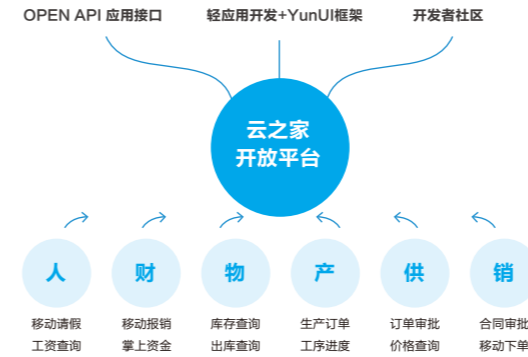 OPEN API 应用接口
轻应用开发+YunUI框架
开发者社区
云之家
开放平台
人
财
物
产
供
销
移动请假
移动报销
库存查询
生产订单
订单审批
合同审批
工资查询
掌上资金
出库查询
工序进度
价格查询
移动下单